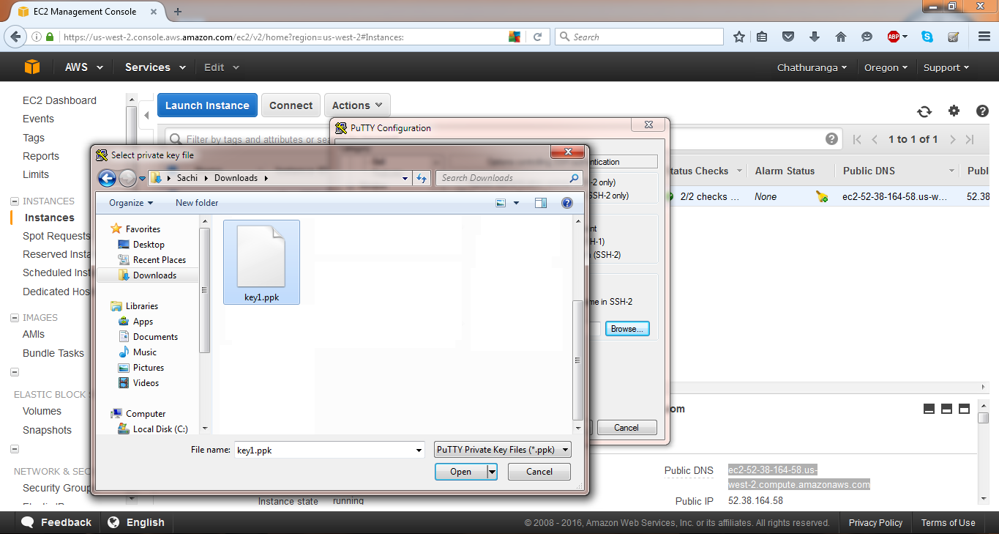 EC2 Management Console
https://us-west-2.console.aws.amazon.com/ec2/v2/home?region=us-west-2#Instances:
Search
ABP
AWS
Services
Edit
Chathuranga
Oregon
Support
EC2 Dashboard
Events
Tags
Reports
Limits
INSTANCES
Instances
Spot Requests
Reserved Insta
Scheduled Inst
Dedicated Hos
IMAGES
AMIs
Bundle Tasks
ELASTIC BLOCK S
Volumes
Snapshots
NETWORK & SEC
Security Group
Launch Instance
Connect
Actions
Filter by tags and attributes or sea
1 to 1 of 1
tatus Checks
Alarm Status
Public DNS
Publ
2/2 checks ...
None
ec2-52-38-164-58.us-w...
52.38
PuTTY Configuration
ntication
-2 only)
SSH-2 only)
nt
H-1)
(SSH-2)
me in SSH-2
Browse...
Cancel
Select private key file
Sachi
Downloads
Search Downloads
Organize
New folder
Favorites
Desktop
Recent Places
Downloads
Libraries
Apps
Documents
Music
Pictures
Videos
Computer
Local Disk (C:)
key1.ppk
File name:
key1.ppk
PuTTY Private Key Files (*.ppk)
Open
Cancel
om
Public DNS
ec2-52-38-164-58.us-
west-2.compute.amazonaws.com
Instance state
running
Public IP
52.38.164.58
Feedback
English
© 2008 - 2016, Amazon Web Services, Inc. or its affiliates. All rights reserved.
Privacy Policy
Terms of Use